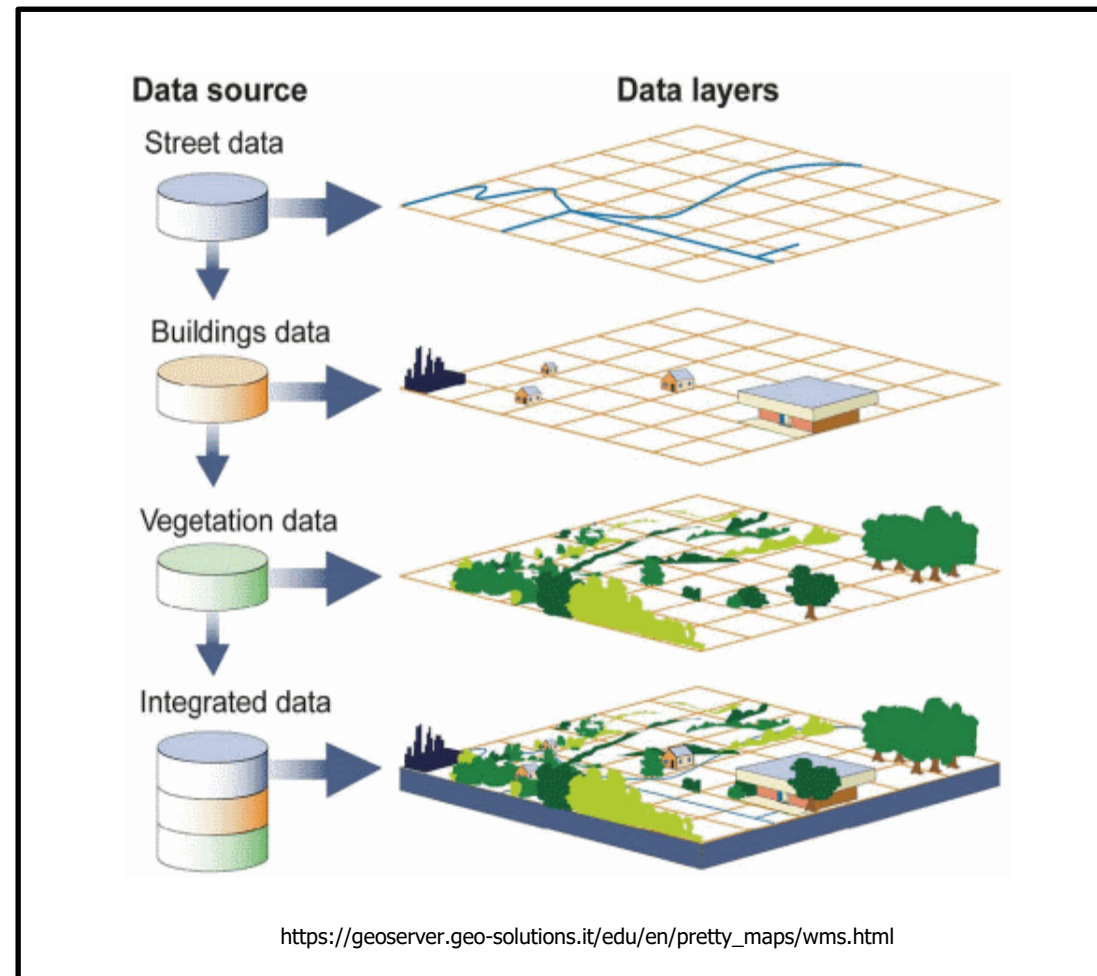 Data source
Data layers
Street data
Buildings data
Vegetation data
Integrated data
https://geoserver.geo-solutions.it/edu/en/pretty_maps/wms.html